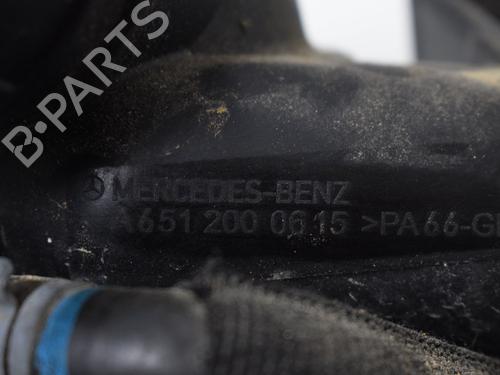 B-PARTS
MERCEDES-BENZ
A651 200 0615 >PA66-G